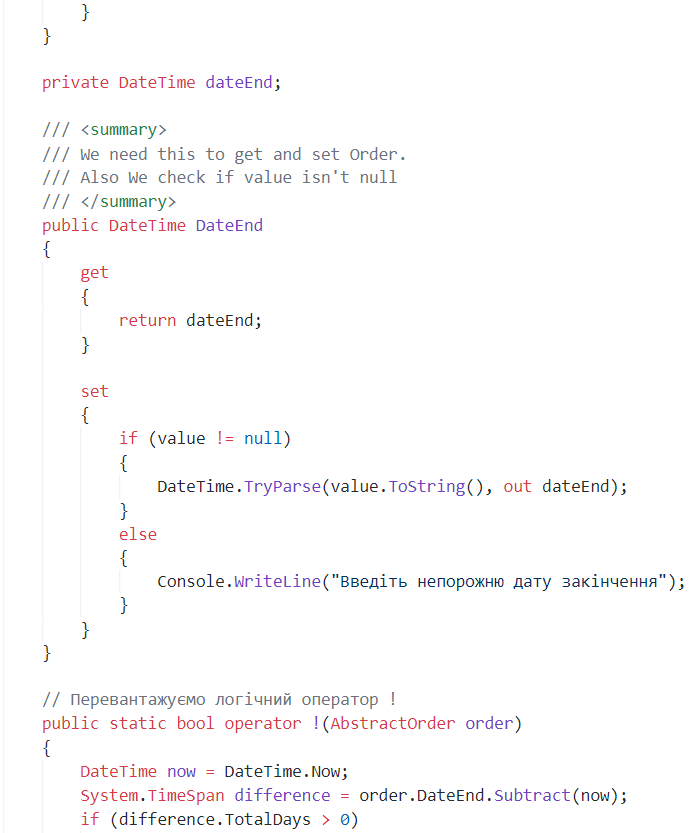 }
    }

    private DateTime dateEnd;

    /// <summary>
    /// We need this to get and set Order.
    /// Also We check if value isn't null
    /// </summary>
    public DateTime DateEnd
    {
        get
        {
            return dateEnd;
        }

        set
        {
            if (value != null)
            {
                DateTime.TryParse(value.ToString(), out dateEnd);
            }
            else
            {
                Console.WriteLine("Введіть непорожню дату закінчення");
            }
        }
    }

    // Перевантажуємо логічний оператор !
    public static bool operator !(AbstractOrder order)
    {
        DateTime now = DateTime.Now;
        System.TimeSpan difference = order.DateEnd.Subtract(now);
        if (difference.TotalDays > 0)